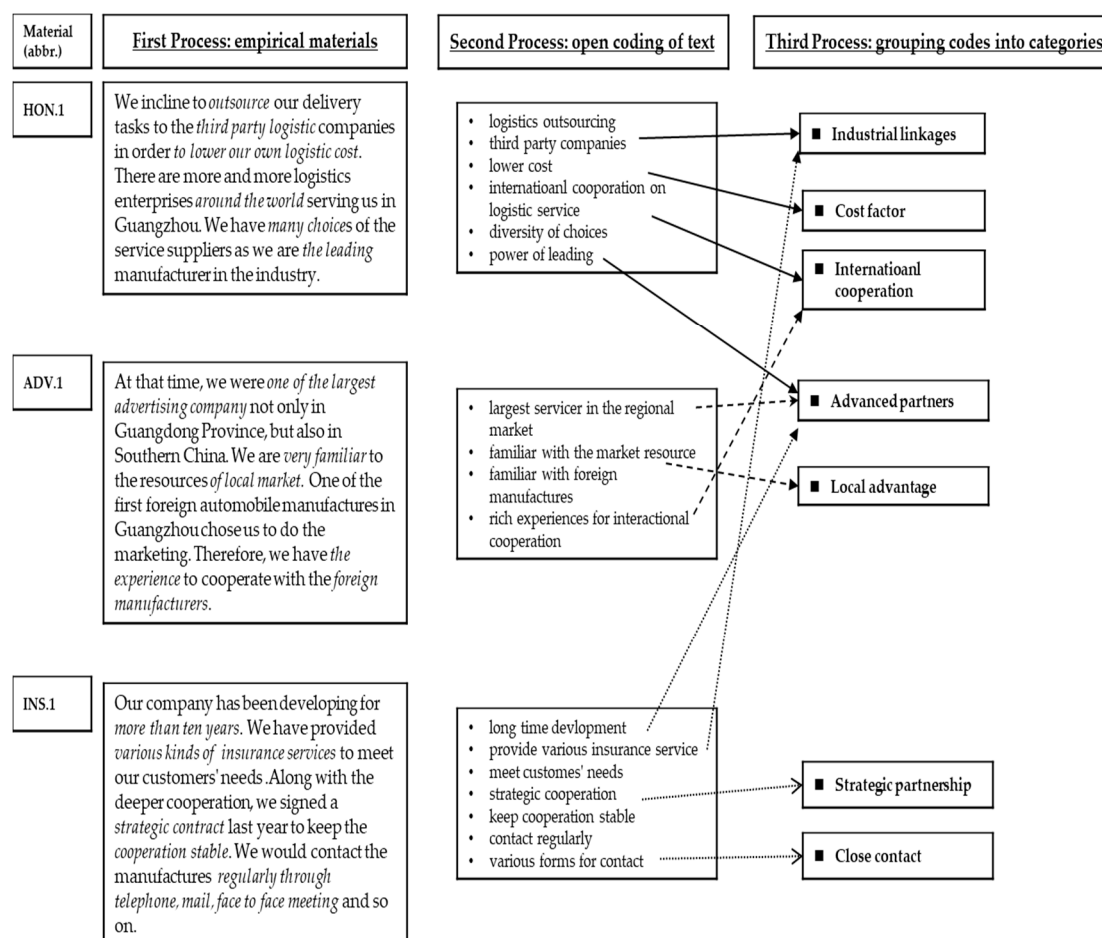 Material
(abbr.)
First Process: empirical materials
Second Process: open coding of text
Third Process: grouping codes into categories
HON.1
We incline to outsource our delivery
tasks to the third party logistic companies
in order to lower our own logistic cost.
There are more and more logistics
enterprises around the world serving us in
Guangzhou. We have many choices of the
service suppliers as we are the leading
manufacturer in the industry.
• logistics outsourcing
• third party companies
• lower cost
• internatioanl cooporation on
logistic service
• diversity of choices
• power of leading
■ Industrial linkages
■ Cost factor
■ Internatioanl
cooperation
ADV.1
At that time, we were one of the largest
advertising company not only in
Guangdong Province, but also in
Southern China. We are very familiar to
the resources of local market. One of the
first foreign automobile manufactures in
Guangzhou chose us to do the
marketing. Therefore, we have the
experience to cooperate with the foreign
manufacturers.
• largest servicer in the regional
market
• familiar with the market resource
• familiar with foreign
manufactures
• rich experiences for interactional
cooperation
■ Advanced partners
■ Local advantage
INS.1
Our company has been developing for
more than ten years. We have provided
various kinds of insurance services to meet
our customers' needs .Along with the
deeper cooperation, we signed a
strategic contract last year to keep the
cooperation stable. We would contact the
manufactures regularly through
telephone, mail, face to face meeting and so
on.
• long time devlopment
• provide various insurance service
• meet custome‌s' needs
• strategic cooperation
• keep cooperation stable
• contact regularly
• various forms for contact
■ Strategic partnership
■ Close contact